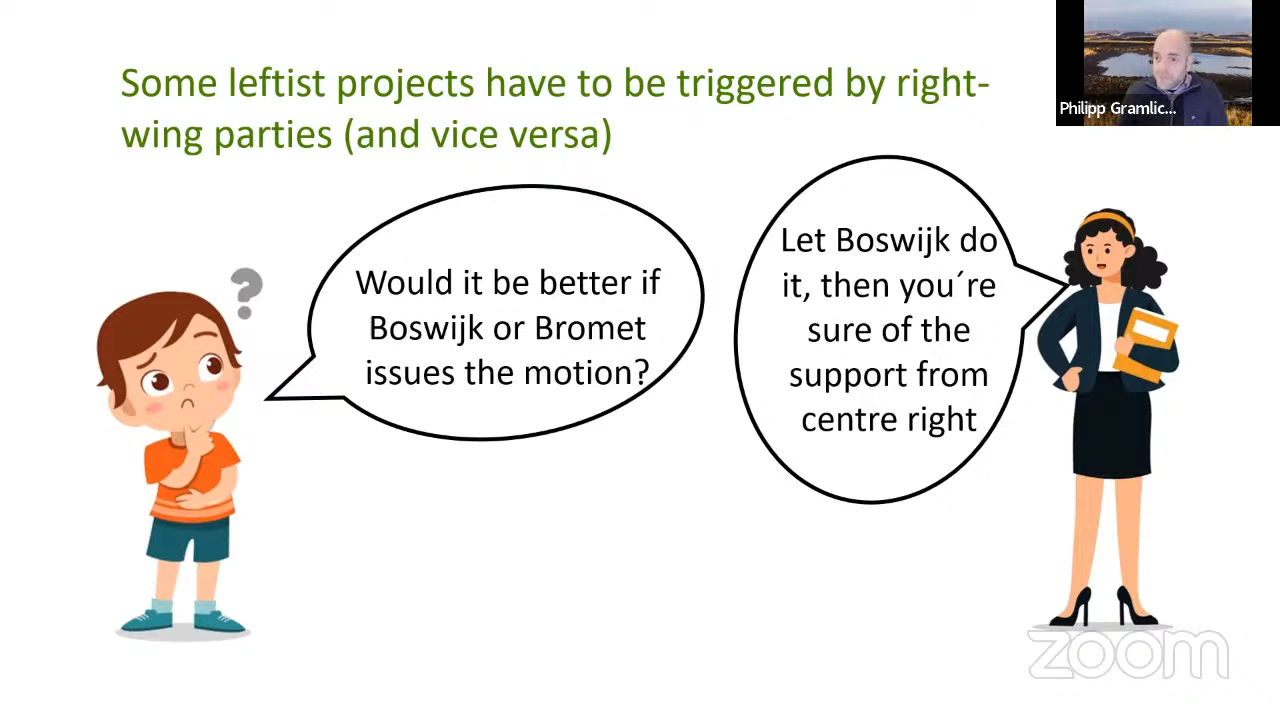 Some leftist projects have to be triggered by right-
wing parties (and vice versa)
Philipp Gramlic...
Would it be better if
Boswijk or Bromet
issues the motion?
Let Boswijk do
it, then you´re
sure of the
support from
centre right
?
zoom